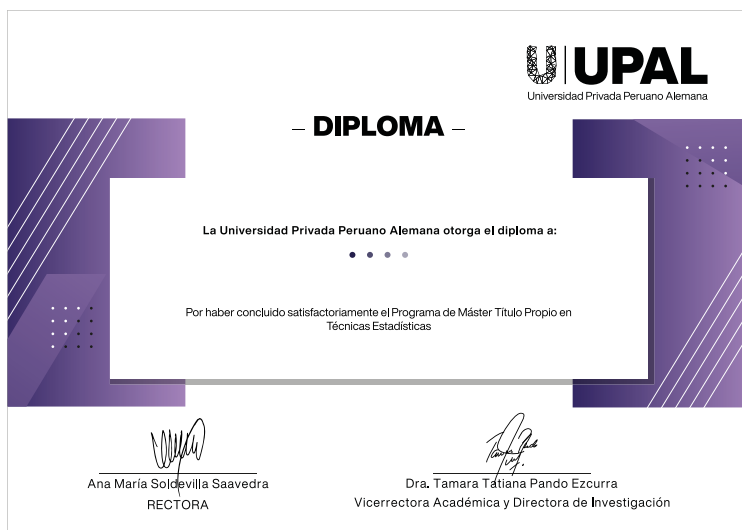 UPAL
Universidad Privada Peruano Alemana
– DIPLOMA –
La Universidad Privada Peruano Alemana otorga el diploma a:
Por haber concluido satisfactoriamente el Programa de Máster Título Propio en
Técnicas Estadísticas
Ana María Soldevilla Saavedra
RECTORA
Dra. Tamara Tatiana Pando Ezcurra
Vicerrectora Académica y Directora de Investigación